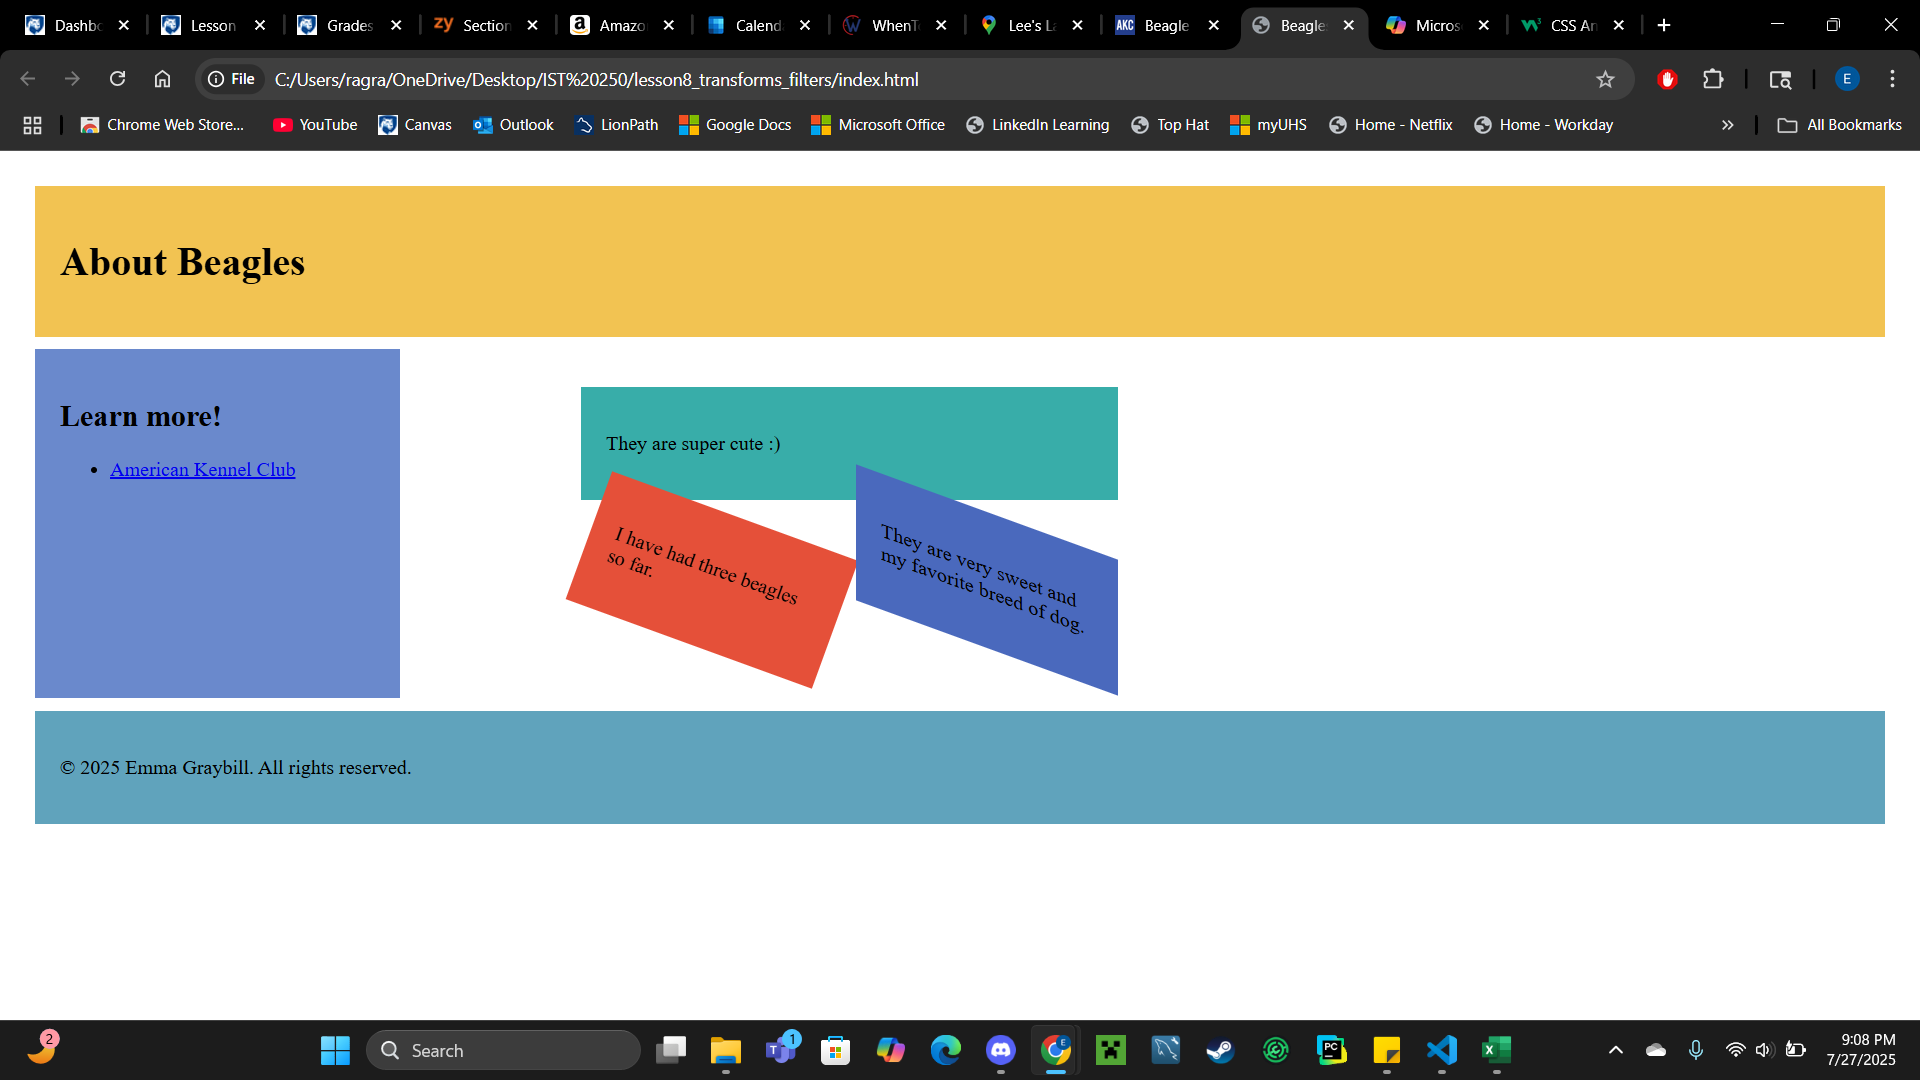 Dashbo
Lesson
Grades
zy Section
a Amazo
Calend
WhenT
Lee's La
AKC Beagle
Beagle
Micros
CSS An
File
C:/Users/ragra/OneDrive/Desktop/IST%20250/lesson8_transforms_filters/index.html
E
Chrome Web Store...
YouTube
Canvas
Outlook
LionPath
Google Docs
Microsoft Office
LinkedIn Learning
Top Hat
myUHS
Home - Netflix
Home - Workday
»
All Bookmarks
About Beagles
Learn more!
• American Kennel Club
They are super cute :)
I have had three beagles
so far.
They are very sweet and
my favorite breed of dog.
© 2025 Emma Graybill. All rights reserved.
2
Search
T 1
E
PC
9:08 PM
7/27/2025